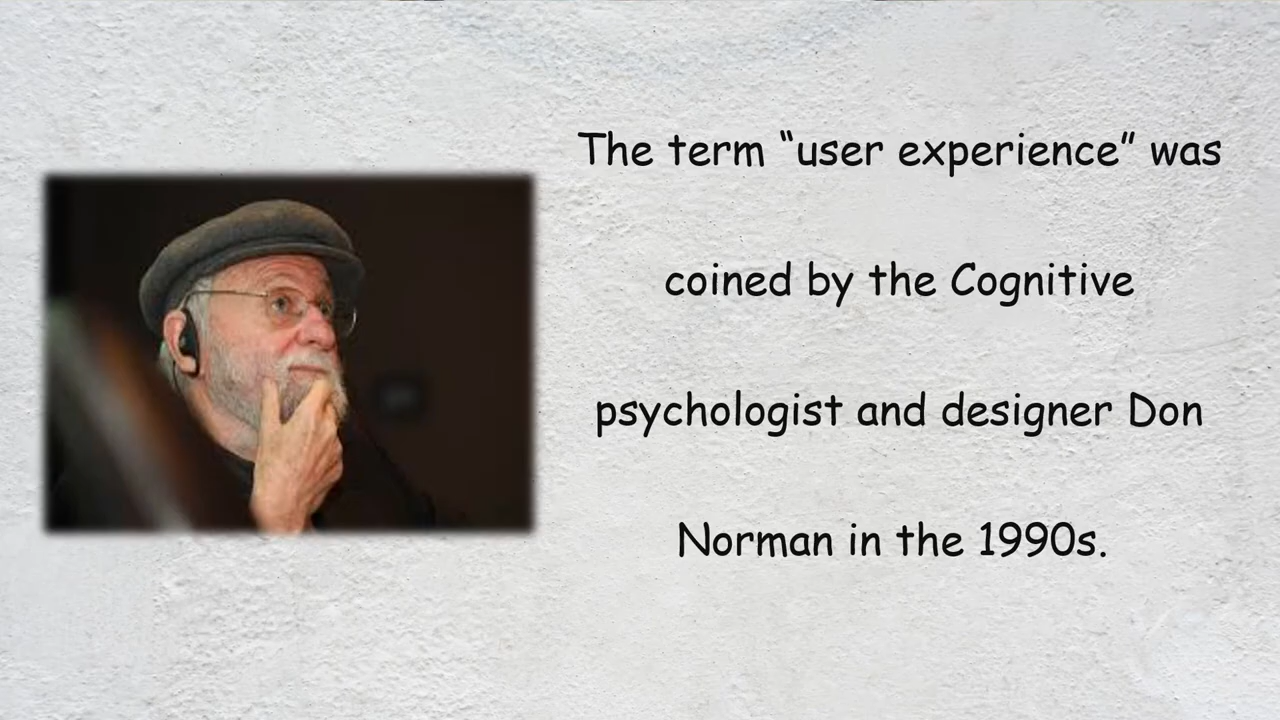 The term “user experience” was
coined by the Cognitive
psychologist and designer Don
Norman in the 1990s.